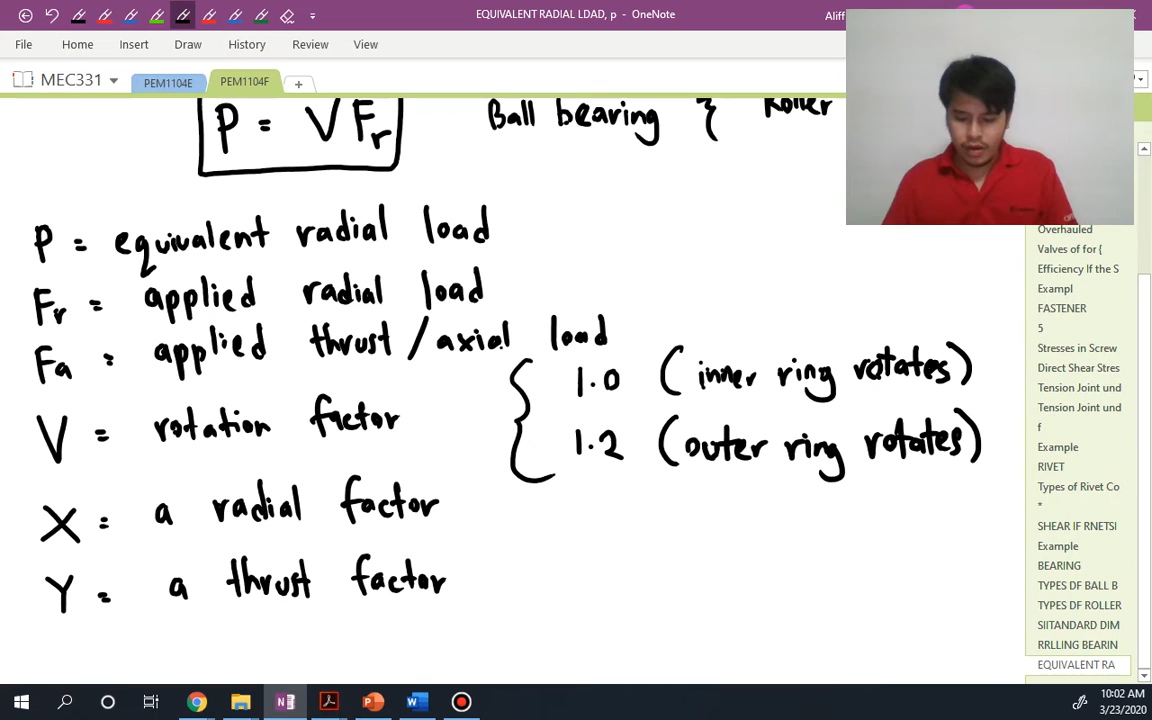 EQUIVALENT RADIAL LDAD, p - OneNote
Aliff
File Home Insert Draw History Review View
MEC331 PEM1104E PEM1104F
P = V Fr
Ball bearing { Roller
P = equivalent radial load
Fr = applied radial load
Fa = applied thrust / axial load
V = rotation factor
1.0 (inner ring rotates)
1.2 (outer ring rotates)
X = a radial factor
Y = a thrust factor
Overhauled
Valves of for {
Efficiency If the S
Exampl
FASTENER
5
Stresses in Screw
Direct Shear Stres
Tension Joint und
Tension Joint und
f
Example
RIVET
Types of Rivet Co
*
SHEAR IF RNETSI
Example
BEARING
TYPES DF BALL B
TYPES DF ROLLER
SIITANDARD DIM
RRLLING BEARIN
EQUIVALENT RA
10:02 AM
3/23/2020